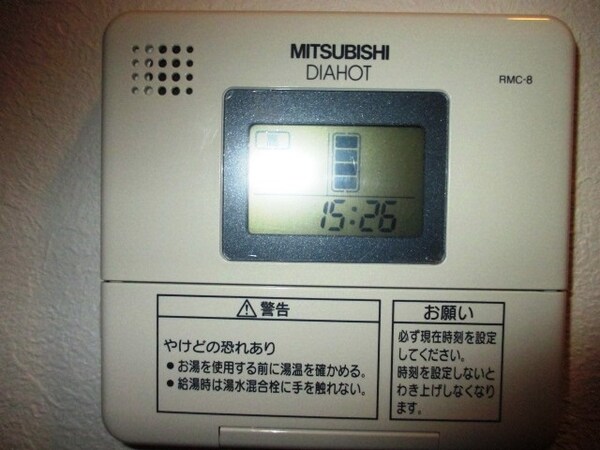 MITSUBISHI
DIAHOT
RMC-8
15:26
警告
やけどの恐れあり
●お湯を使用する前に湯温を確かめる。
●給湯時は湯水混合栓に手を触れない。
お願い
必ず現在時刻を設定
してください。
時刻を設定しないと
わき上げしなくなり
ます。